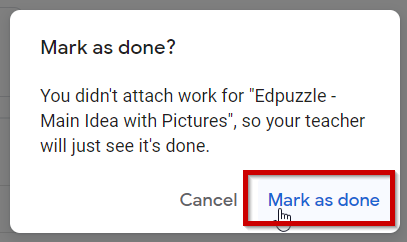 Mark as done?
You didn't attach work for "Edpuzzle -
Main Idea with Pictures", so your teacher
will just see it's done.
Cancel Mark as done